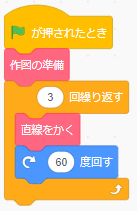 が押されたとき
作図の準備
3 回繰り返す
直線をかく
60 度回す